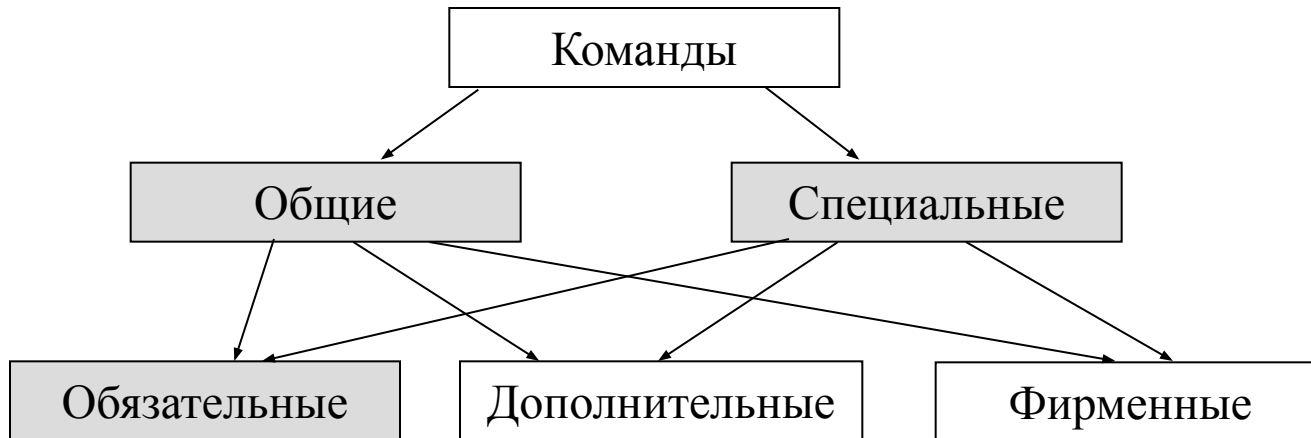 Команды
Общие
Специальные
Обязательные
Дополнительные
Фирменные